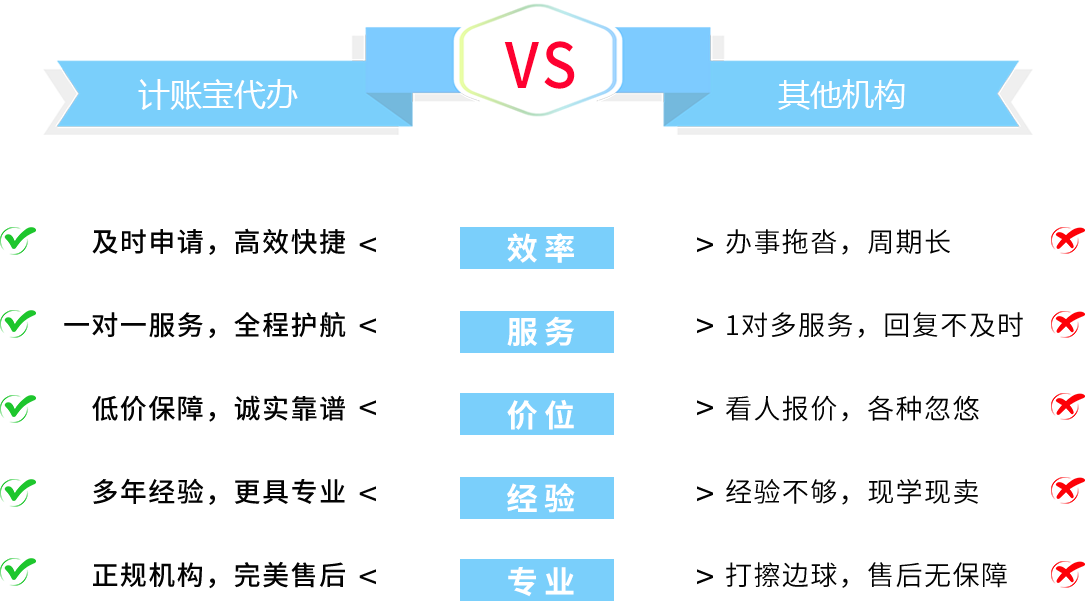 VS
计账宝代办
其他机构
及时申请，高效快捷 < 效率 > 办事拖沓，周期长
一对一服务，全程护航 < 服务 > 1对多服务，回复不及时
低价保障，诚实靠谱 < 价位 > 看人报价，各种忽悠
多年经验，更具专业 < 经验 > 经验不够，现学现卖
正规机构，完美售后 < 专业 > 打擦边球，售后无保障